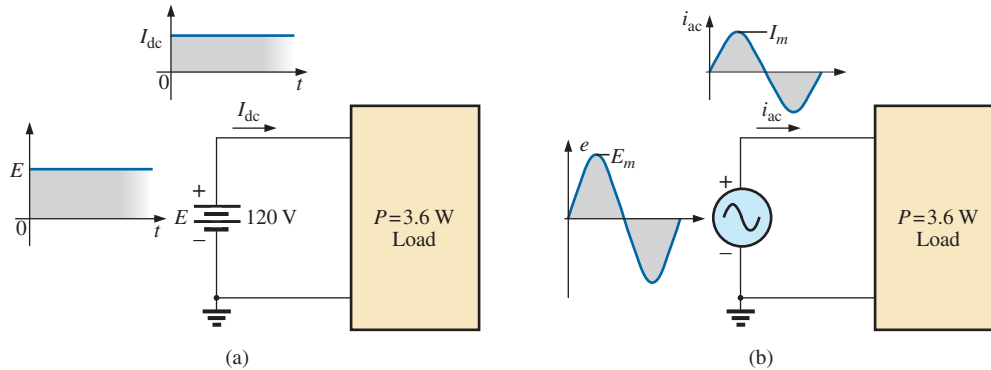 I_dc
0
t
I_dc
E
0
t
+
E
120 V
−
P = 3.6 W
Load
(a)
i_ac
I_m
i_ac
e
E_m
+
−
P = 3.6 W
Load
(b)